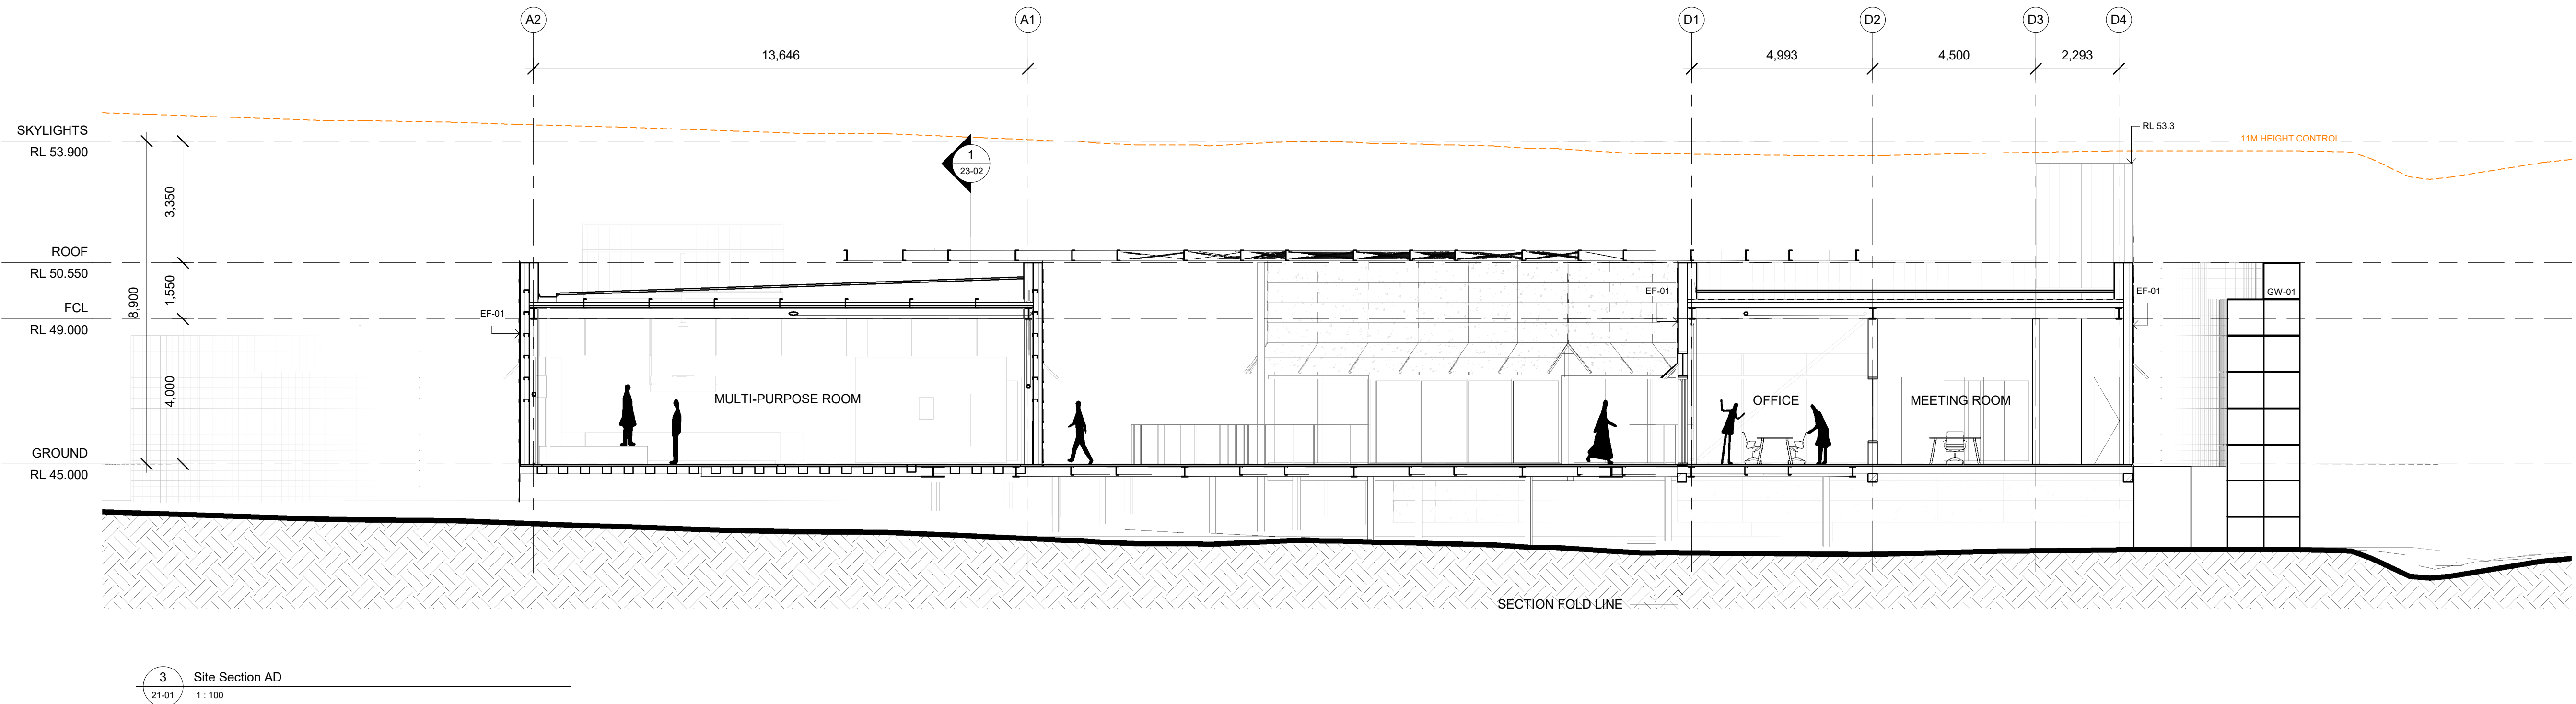 A2
A1
D1
D2
D3
D4
13,646
4,993
4,500
2,293
SKYLIGHTS
RL 53.900
RL 53.3
11M HEIGHT CONTROL
1
23-02
3,350
ROOF
RL 50.550
1,550
8,900
FCL
RL 49.000
EF-01
EF-01
EF-01
GW-01
4,000
MULTI-PURPOSE ROOM
OFFICE
MEETING ROOM
GROUND
RL 45.000
SECTION FOLD LINE
3
21-01
Site Section AD
1 : 100